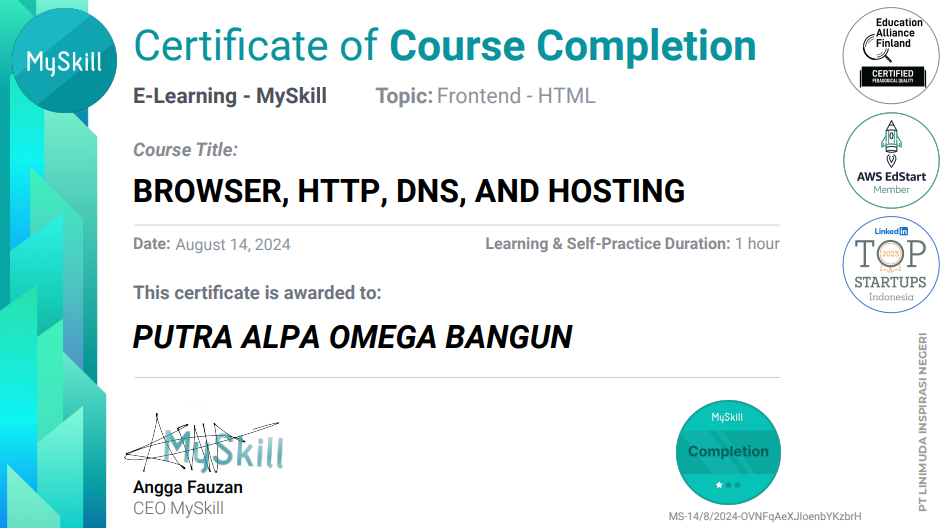 MySkill
Certificate of Course Completion
E-Learning - MySkill Topic: Frontend - HTML
Course Title:
BROWSER, HTTP, DNS, AND HOSTING
Date: August 14, 2024 Learning & Self-Practice Duration: 1 hour
This certificate is awarded to:
PUTRA ALPA OMEGA BANGUN
MySkill
Angga Fauzan
CEO MySkill
MySkill
Completion
MS-14/8/2024-OVNFqAeXJIoenbYKzbrH
Education
Alliance
Finland
CERTIFIED
PEDAGOGICAL QUALITY
AWS EdStart
Member
LinkedIn
TOP
2023
STARTUPS
Indonesia
PT LINIMUDA INSPIRASI NEGERI